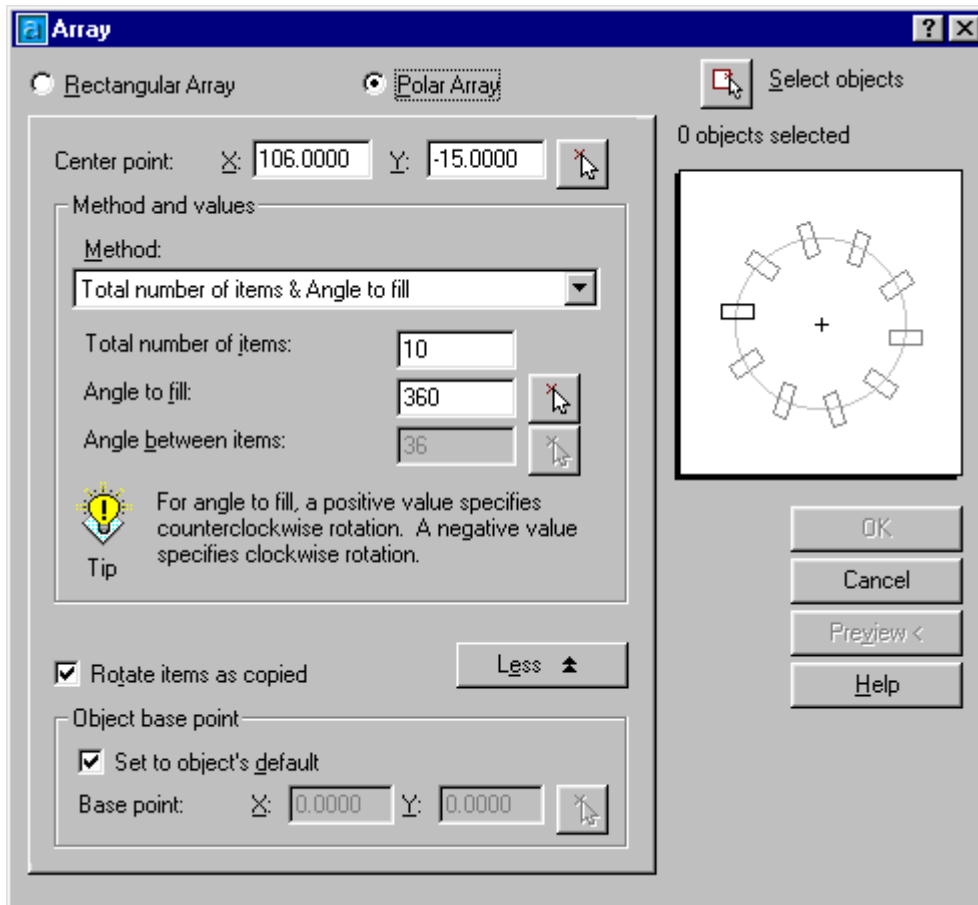 a Array ? X
Rectangular Array Polar Array Select objects
0 objects selected
Center point: X: 106.0000 Y: -15.0000
Method and values
Method:
Total number of items & Angle to fill
Total number of items: 10
Angle to fill: 360
Angle between items: 36
For angle to fill, a positive value specifies
counterclockwise rotation. A negative value
specifies clockwise rotation.
Tip
OK
Cancel
Preview <
Help
Rotate items as copied Less
Object base point
Set to object's default
Base point: X: 0.0000 Y: 0.0000